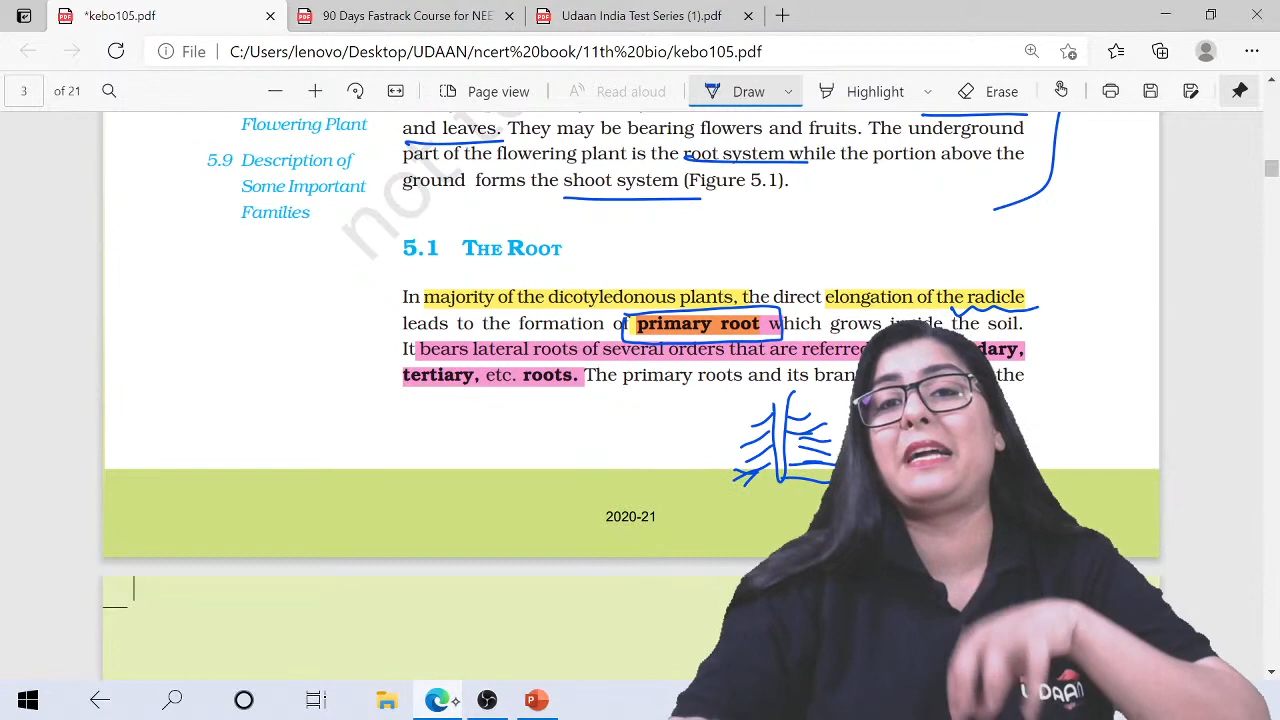 *kebo105.pdf
90 Days Fastrack Course for NEE
Udaan India Test Series (1).pdf
File
C:/Users/lenovo/Desktop/UDAAN/ncert%20book/11th%20bio/kebo105.pdf
3 of 21
Page view
Read aloud
Draw
Highlight
Erase
Flowering Plant
5.9 Description of
Some Important
Families
and leaves. They may be bearing flowers and fruits. The underground
part of the flowering plant is the root system while the portion above the
ground forms the shoot system (Figure 5.1).
5.1 THE ROOT
In majority of the dicotyledonous plants, the direct elongation of the radicle
leads to the formation of primary root which grows inside the soil.
It bears lateral roots of several orders that are referred
tertiary, etc. roots. The primary roots and its the
2020-21
not
UDAAN